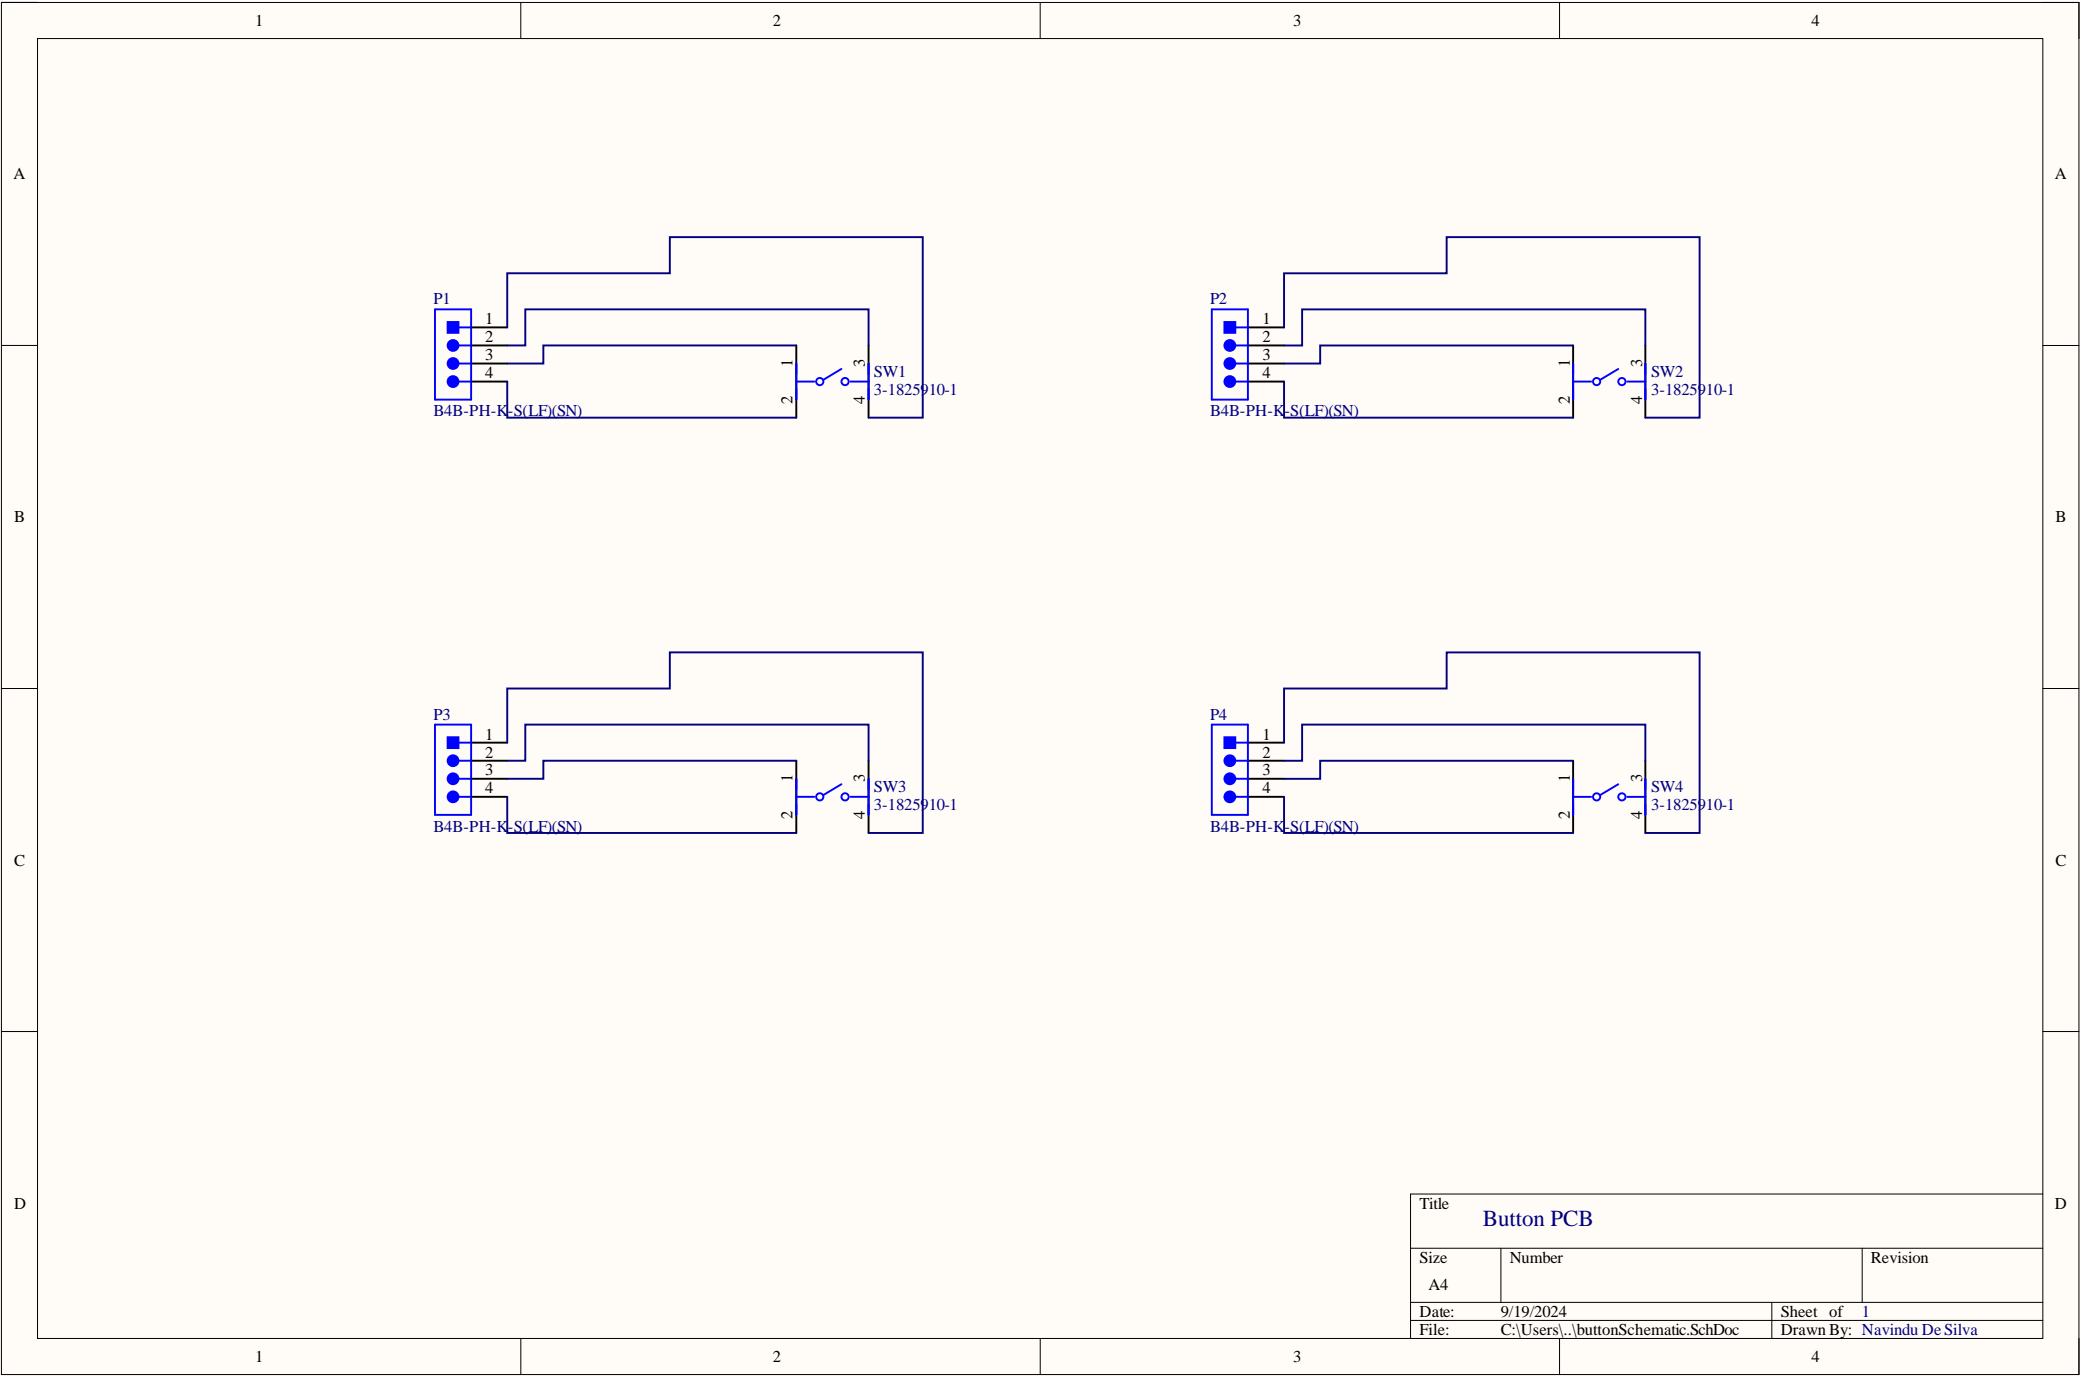 1 2 3 4
A A
P1 P2
1 1
2 2
3 3
4 4
1 3 SW1
3-1825910-1
2 4
B4B-PH-K-S(LF)(SN)
1 3 SW2
3-1825910-1
2 4
B4B-PH-K-S(LF)(SN)
B B
P3 P4
1 1
2 2
3 3
4 4
1 3 SW3
3-1825910-1
2 4
B4B-PH-K-S(LF)(SN)
1 3 SW4
3-1825910-1
2 4
B4B-PH-K-S(LF)(SN)
C C
D D
Title Button PCB
Size Number Revision
A4
Date: 9/19/2024 Sheet of 1
File: C:\Users\..\buttonSchematic.SchDoc Drawn By: Navindu De Silva
1 2 3 4